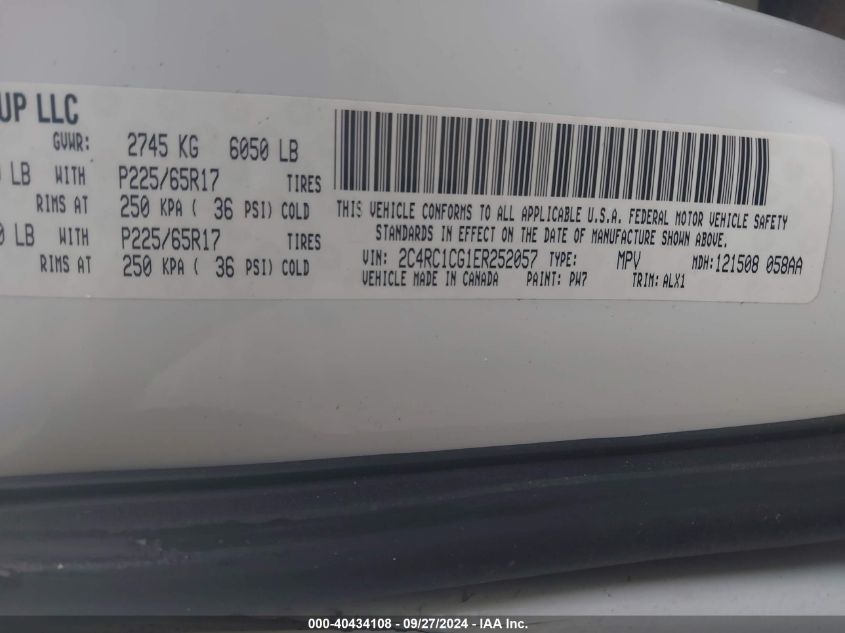 UP LLC
GVWR: 2745 KG 6050 LB
LB WITH P225/65R17 TIRES
RIMS AT 250 KPA ( 36 PSI) COLD
LB WITH P225/65R17 TIRES
RIMS AT 250 KPA ( 36 PSI) COLD
THIS VEHICLE CONFORMS TO ALL APPLICABLE U.S.A. FEDERAL MOTOR VEHICLE SAFETY
STANDARDS IN EFFECT ON THE DATE OF MANUFACTURE SHOWN ABOVE.
VIN: 2C4RC1CG1ER252057 TYPE: MPV MDH: 121508 058AA
VEHICLE MADE IN CANADA PAINT: PW7 TRIM: ALX1
000-40434108 - 09/27/2024 - IAA Inc.